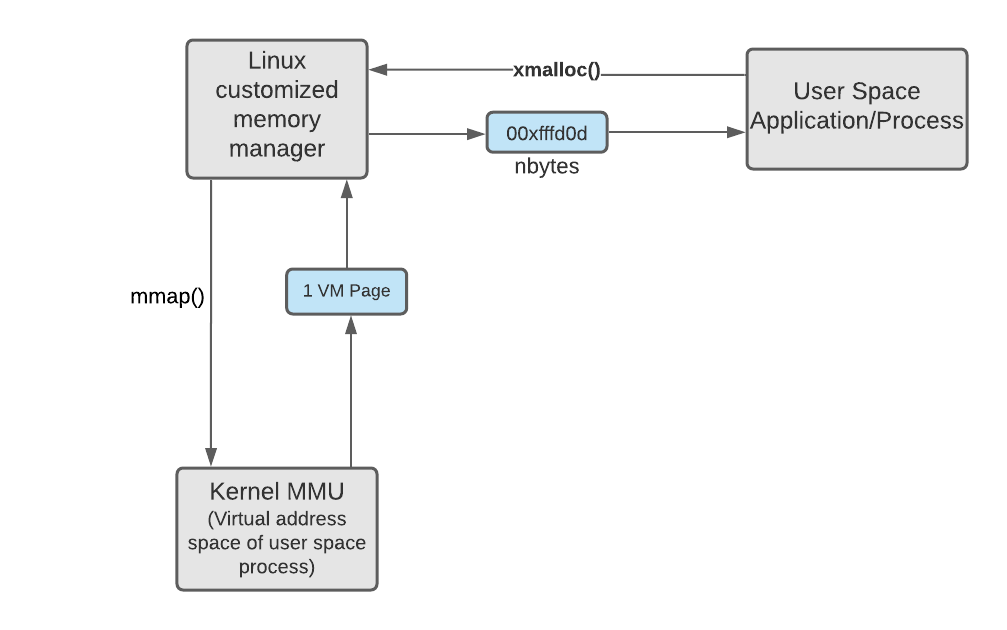 Linux
customized
memory
manager
xmalloc()
00xfffd0d
nbytes
User Space
Application/Process
mmap()
1 VM Page
Kernel MMU
(Virtual address
space of user space
process)